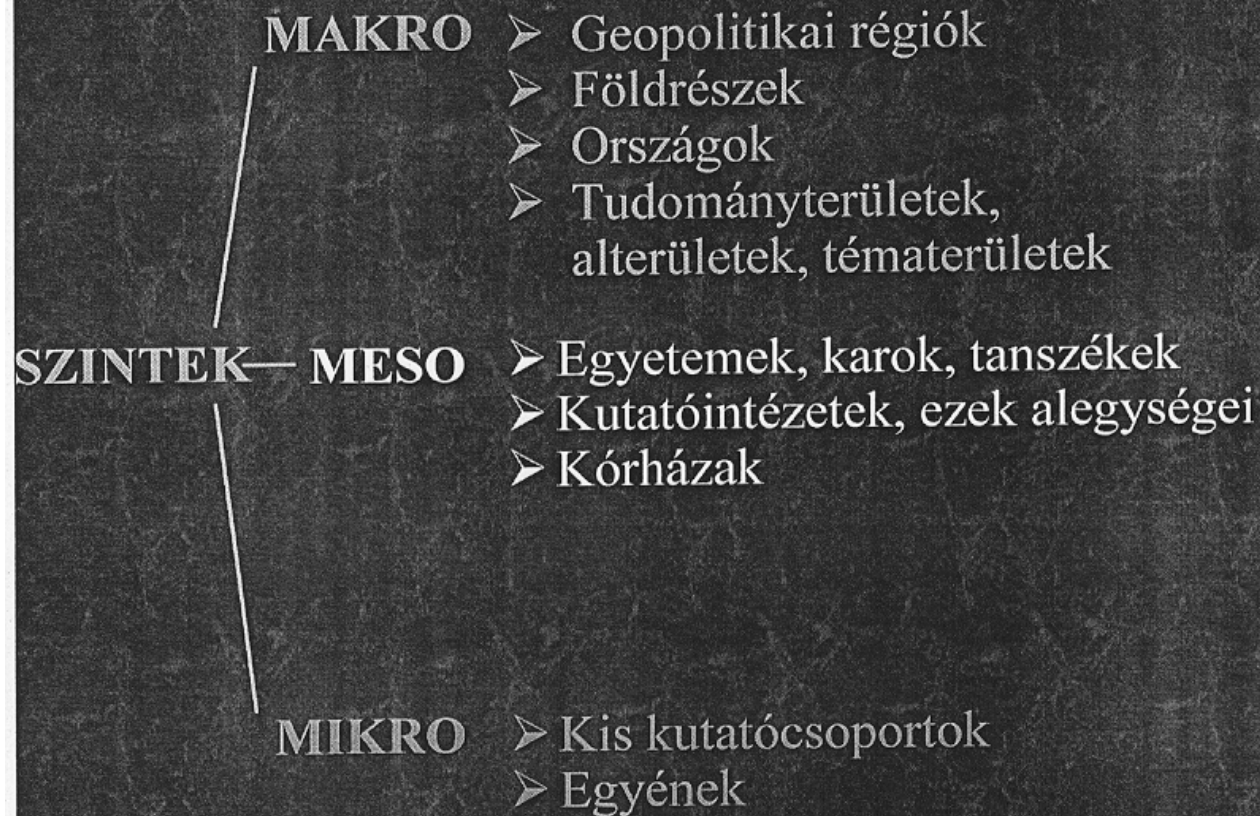 MAKRO ➢ Geopolitikai régiók
➢ Földrészek
➢ Országok
➢ Tudományterületek,
alterületek, tématerületek
SZINTEK — MESO ➢ Egyetemek, karok, tanszékek
➢ Kutatóintézetek, ezek alegységei
➢ Kórházak
MIKRO ➢ Kis kutatócsoportok
➢ Egyének